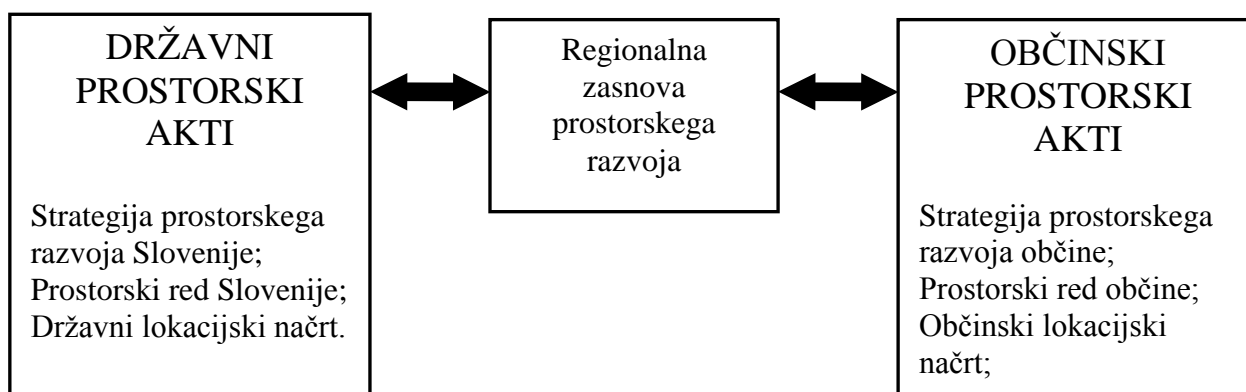 DRŽAVNI
PROSTORSKI
AKTI
Strategija prostorskega
razvoja Slovenije;
Prostorski red Slovenije;
Državni lokacijski načrt.
Regionalna
zasnova
prostorskega
razvoja
OBČINSKI
PROSTORSKI
AKTI
Strategija prostorskega
razvoja občine;
Prostorski red občine;
Občinski lokacijski
načrt;